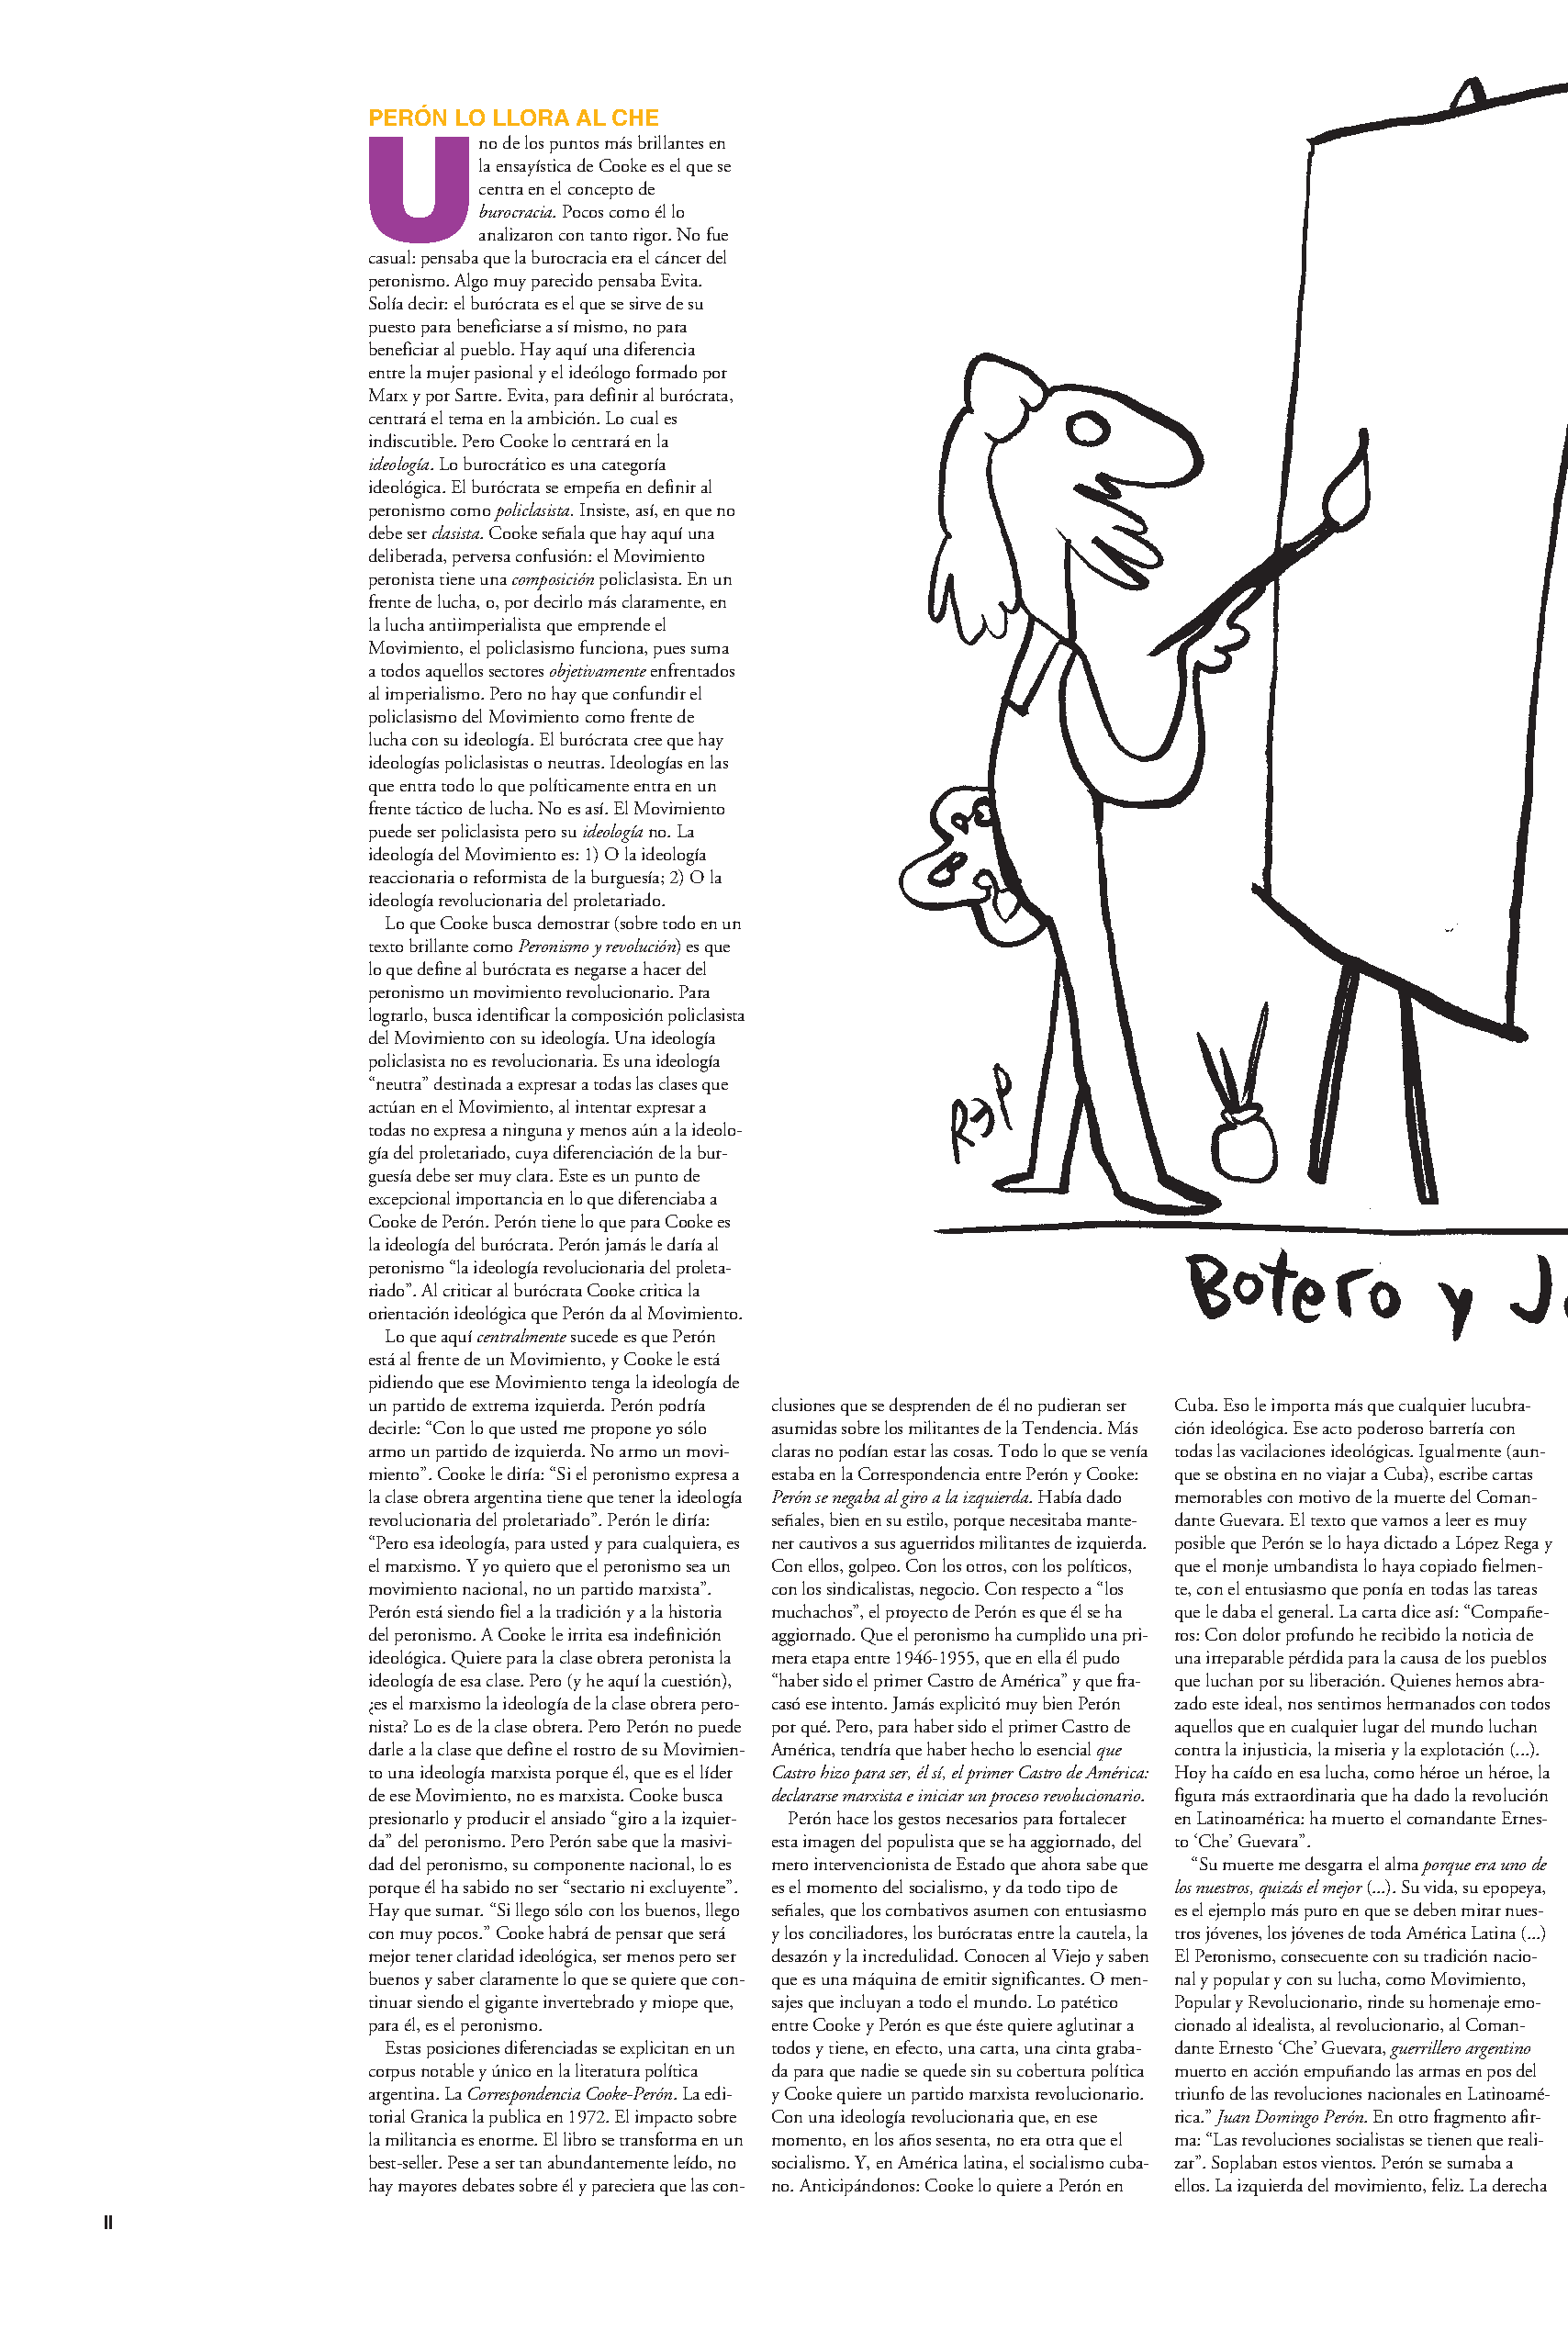 PERÓN LO LLORA AL CHE
Uno de los puntos más brillantes en
la ensayística de Cooke es el que se
centra en el concepto de
burocracia. Pocos como él lo
analizaron con tanto rigor. No fue
casual: pensaba que la burocracia era el cáncer del
peronismo. Algo muy parecido pensaba Evita.
Solía decir: el burócrata es el que se sirve de su
puesto para beneficiarse a sí mismo, no para
beneficiar al pueblo. Hay aquí una diferencia
entre la mujer pasional y el ideólogo formado por
Marx y por Sartre. Evita, para definir al burócrata,
centrará el tema en la ambición. Lo cual es
indiscutible. Pero Cooke lo centrará en la
ideología. Lo burocrático es una categoría
ideológica. El burócrata se empeña en definir al
peronismo como policlasista. Insiste, así, en que no
debe ser clasista. Cooke señala que hay aquí una
deliberada, perversa confusión: el Movimiento
peronista tiene una composición policlasista. En un
frente de lucha, o, por decirlo más claramente, en
la lucha antiimperialista que emprende el
Movimiento, el policlasismo funciona, pues suma
a todos aquellos sectores objetivamente enfrentados
al imperialismo. Pero no hay que confundir el
policlasismo del Movimiento como frente de
lucha con su ideología. El burócrata cree que hay
ideologías policlasistas o neutras. Ideologías en las
que entra todo lo que políticamente entra en un
frente táctico de lucha. No es así. El Movimiento
puede ser policlasista pero su ideología no. La
ideología del Movimiento es: 1) O la ideología
reaccionaria o reformista de la burguesía; 2) O la
ideología revolucionaria del proletariado.
Lo que Cooke busca demostrar (sobre todo en un
texto brillante como Peronismo y revolución) es que
lo que define al burócrata es negarse a hacer del
peronismo un movimiento revolucionario. Para
lograrlo, busca identificar la composición policlasista
del Movimiento con su ideología. Una ideología
policlasista no es revolucionaria. Es una ideología
“neutra” destinada a expresar a todas las clases que
actúan en el Movimiento, al intentar expresar a
todas no expresa a ninguna y menos aún a la ideolo-
gía del proletariado, cuya diferenciación de la bur-
guesía debe ser muy clara. Este es un punto de
excepcional importancia en lo que diferenciaba a
Cooke de Perón. Perón tiene lo que para Cooke es
la ideología del burócrata. Perón jamás le daría al
peronismo “la ideología revolucionaria del proleta-
riado”. Al criticar al burócrata Cooke critica la
orientación ideológica que Perón da al Movimiento.
Lo que aquí centralmente sucede es que Perón
está al frente de un Movimiento, y Cooke le está
pidiendo que ese Movimiento tenga la ideología de
un partido de extrema izquierda. Perón podría
decirle: “Con lo que usted me propone yo sólo
armo un partido de izquierda. No armo un movi-
miento”. Cooke le diría: “Si el peronismo expresa a
la clase obrera argentina tiene que tener la ideología
revolucionaria del proletariado”. Perón le diría:
“Pero esa ideología, para usted y para cualquiera, es
el marxismo. Y yo quiero que el peronismo sea un
movimiento nacional, no un partido marxista”.
Perón está siendo fiel a la tradición y a la historia
del peronismo. A Cooke le irrita esa indefinición
ideológica. Quiere para la clase obrera peronista la
ideología de esa clase. Pero (y he aquí la cuestión),
¿es el marxismo la ideología de la clase obrera pero-
nista? Lo es de la clase obrera. Pero Perón no puede
darle a la clase que define el rostro de su Movimien-
to una ideología marxista porque él, que es el líder
de ese Movimiento, no es marxista. Cooke busca
presionarlo y producir el ansiado “giro a la izquier-
da” del peronismo. Pero Perón sabe que la masivi-
dad del peronismo, su componente nacional, lo es
porque él ha sabido no ser “sectario ni excluyente”.
Hay que sumar. “Si llego sólo con los buenos, llego
con muy pocos.” Cooke habrá de pensar que será
mejor tener claridad ideológica, ser menos pero ser
buenos y saber claramente lo que se quiere que con-
tinuar siendo el gigante invertebrado y miope que,
para él, es el peronismo.
Estas posiciones diferenciadas se explicitan en un
corpus notable y único en la literatura política
argentina. La Correspondencia Cooke-Perón. La edi-
torial Granica la publica en 1972. El impacto sobre
la militancia es enorme. El libro se transforma en un
best-seller. Pese a ser tan abundantemente leído, no
hay mayores debates sobre él y pareciera que las con-
clusiones que se desprenden de él no pudieran ser
asumidas sobre los militantes de la Tendencia. Más
claras no podían estar las cosas. Todo lo que se venía
estaba en la Correspondencia entre Perón y Cooke:
Perón se negaba al giro a la izquierda. Había dado
señales, bien en su estilo, porque necesitaba mante-
ner cautivos a sus aguerridos militantes de izquierda.
Con ellos, golpeo. Con los otros, con los políticos,
con los sindicalistas, negocio. Con respecto a “los
muchachos”, el proyecto de Perón es que él se ha
aggiornado. Que el peronismo ha cumplido una pri-
mera etapa entre 1946-1955, que en ella él pudo
“haber sido el primer Castro de América” y que fra-
casó ese intento. Jamás explicitó muy bien Perón
por qué. Pero, para haber sido el primer Castro de
América, tendría que haber hecho lo esencial que
Castro hizo para ser, él sí, el primer Castro de América:
declararse marxista e iniciar un proceso revolucionario.
Perón hace los gestos necesarios para fortalecer
esta imagen del populista que se ha aggiornado, del
mero intervencionista de Estado que ahora sabe que
es el momento del socialismo, y da todo tipo de
señales, que los combativos asumen con entusiasmo
y los conciliadores, los burócratas entre la cautela, la
desazón y la incredulidad. Conocen al Viejo y saben
que es una máquina de emitir significantes. O men-
sajes que incluyan a todo el mundo. Lo patético
entre Cooke y Perón es que éste quiere aglutinar a
todos y tiene, en efecto, una carta, una cinta graba-
da para que nadie se quede sin su cobertura política
y Cooke quiere un partido marxista revolucionario.
Con una ideología revolucionaria que, en ese
momento, en los años sesenta, no era otra que el
socialismo. Y, en América latina, el socialismo cuba-
no. Anticipándonos: Cooke lo quiere a Perón en
Cuba. Eso le importa más que cualquier lucubra-
ción ideológica. Ese acto poderoso barrería con
todas las vacilaciones ideológicas. Igualmente (aun-
que se obstina en no viajar a Cuba), escribe cartas
memorables con motivo de la muerte del Coman-
dante Guevara. El texto que vamos a leer es muy
posible que Perón se lo haya dictado a López Rega y
que el monje umbandista lo haya copiado fielmen-
te, con el entusiasmo que ponía en todas las tareas
que le daba el general. La carta dice así: “Compañe-
ros: Con dolor profundo he recibido la noticia de
una irreparable pérdida para la causa de los pueblos
que luchan por su liberación. Quienes hemos abra-
zado este ideal, nos sentimos hermanados con todos
aquellos que en cualquier lugar del mundo luchan
contra la injusticia, la miseria y la explotación (...).
Hoy ha caído en esa lucha, como héroe un héroe, la
figura más extraordinaria que ha dado la revolución
en Latinoamérica: ha muerto el comandante Ernes-
to ‘Che’ Guevara”.
“Su muerte me desgarra el alma porque era uno de
los nuestros, quizás el mejor (...). Su vida, su epopeya,
es el ejemplo más puro en que se deben mirar nues-
tros jóvenes, los jóvenes de toda América Latina (...)
El Peronismo, consecuente con su tradición nacio-
nal y popular y con su lucha, como Movimiento,
Popular y Revolucionario, rinde su homenaje emo-
cionado al idealista, al revolucionario, al Coman-
dante Ernesto ‘Che’ Guevara, guerrillero argentino
muerto en acción empuñando las armas en pos del
triunfo de las revoluciones nacionales en Latinoamé-
rica.” Juan Domingo Perón. En otro fragmento afir-
ma: “Las revoluciones socialistas se tienen que reali-
zar”. Soplaban estos vientos. Perón se sumaba a
ellos. La izquierda del movimiento, feliz. La derecha
REP
Botero y J
II